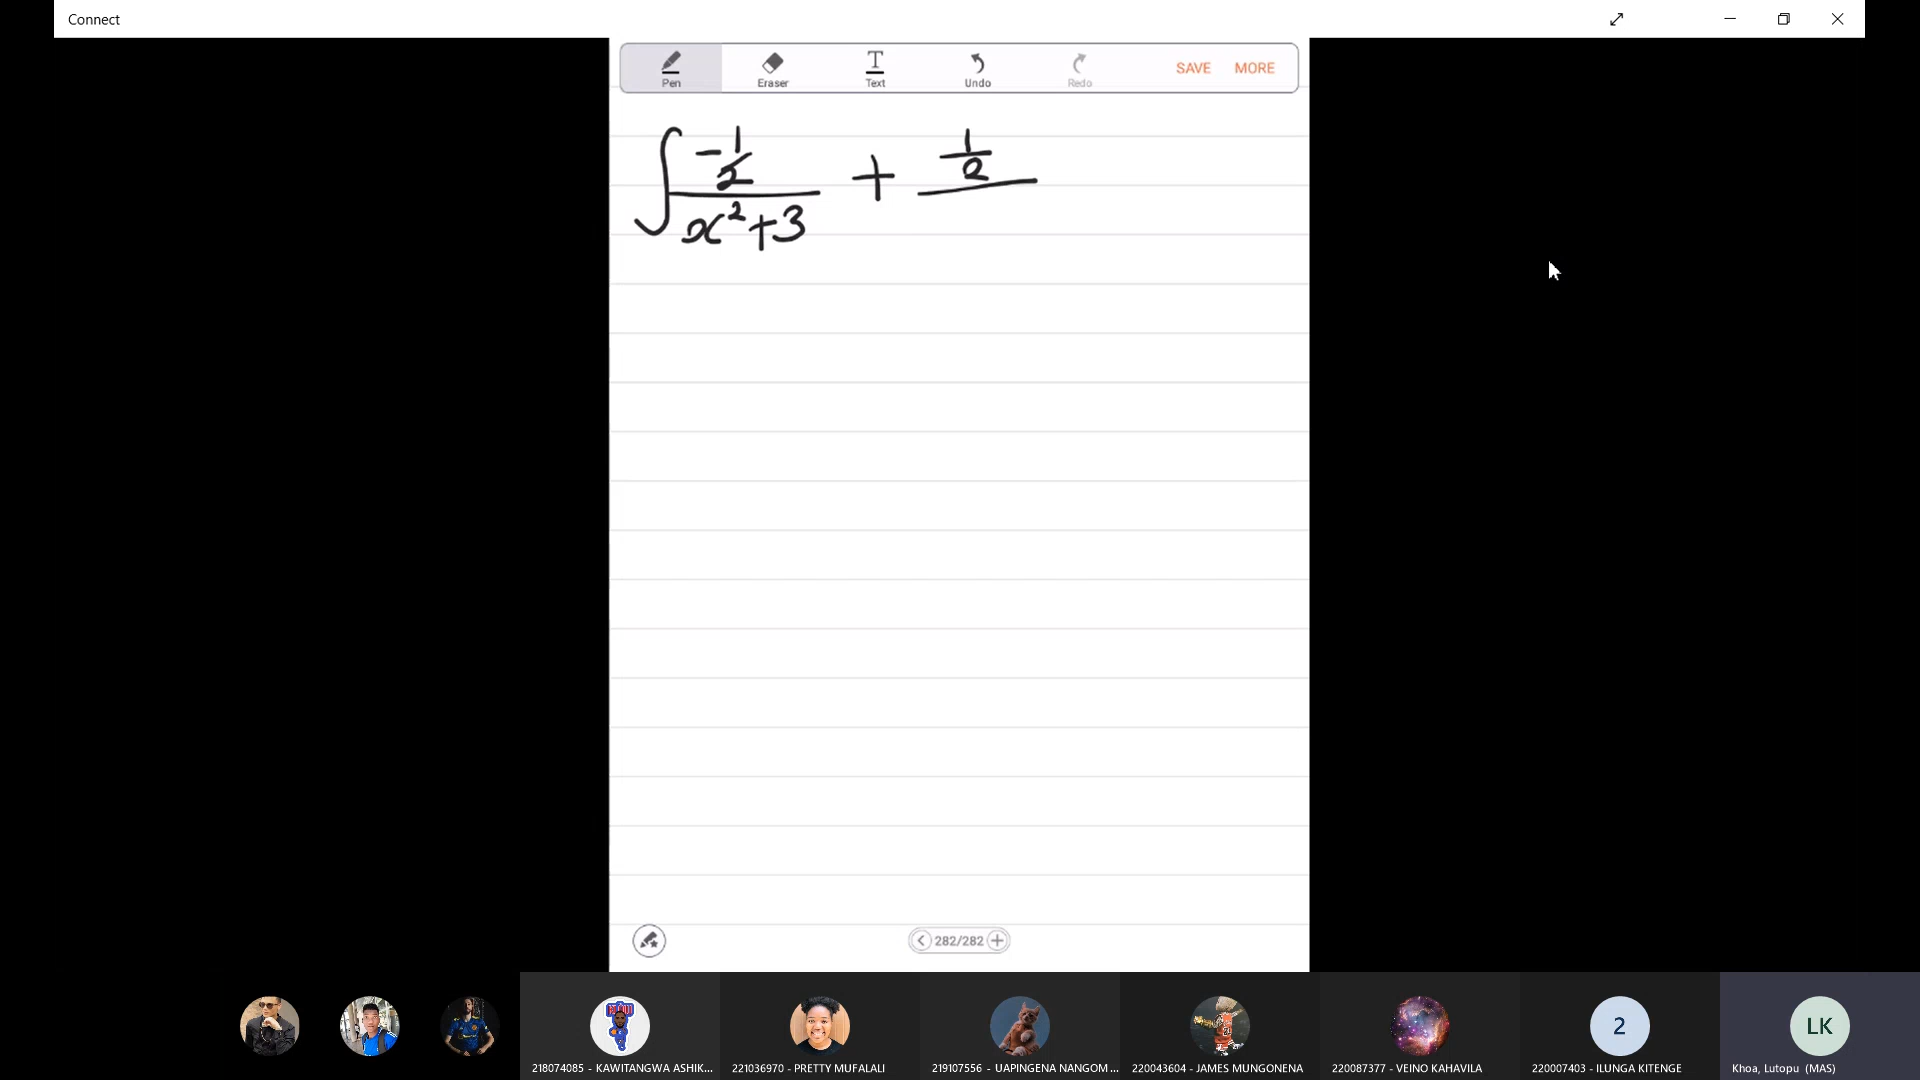 Connect
Pen
Eraser
Text
Undo
Redo
SAVE
MORE
∫ (-1/2)/(x²+3) + (1/2)/
282/282
218074085 - KAWITANGWA ASHIK...
221036970 - PRETTY MUFALALI
219107556 - UAPINGENA NANGOM ...
220043604 - JAMES MUNGONENA
220087377 - VEINO KAHAVILA
2
220007403 - ILUNGA KITENGE
LK
Khoa, Lutopu (MAS)